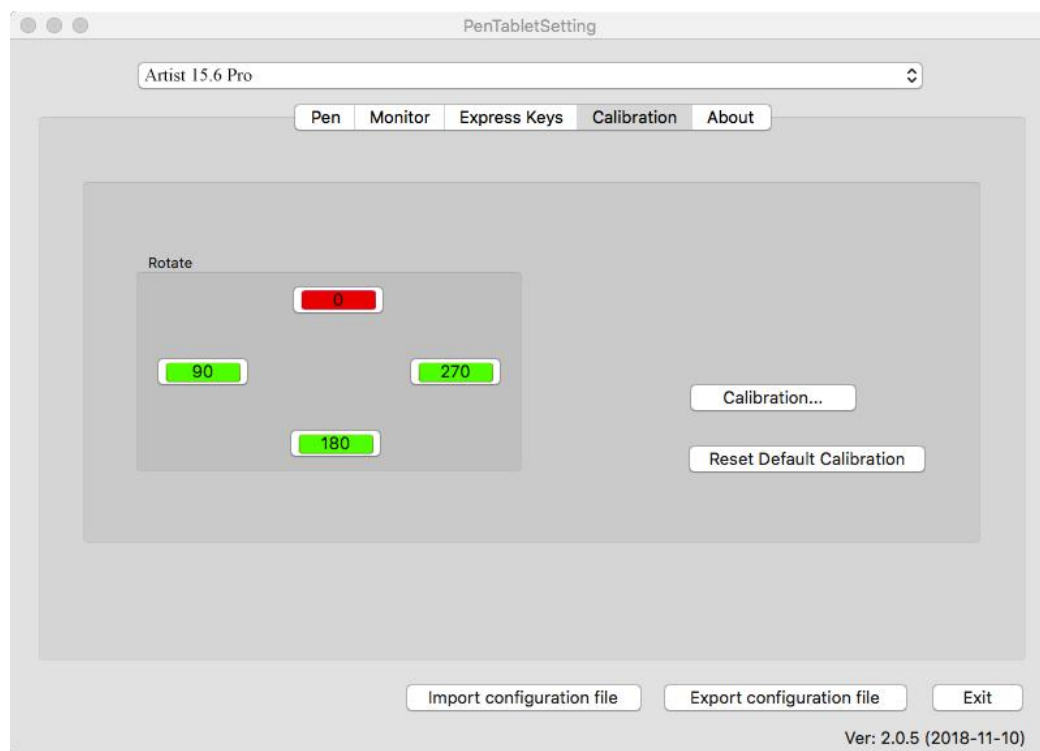 PenTabletSetting
Artist 15.6 Pro
Pen Monitor Express Keys Calibration About
Rotate
0
90 270
Calibration...
180
Reset Default Calibration
Import configuration file Export configuration file Exit
Ver: 2.0.5 (2018-11-10)